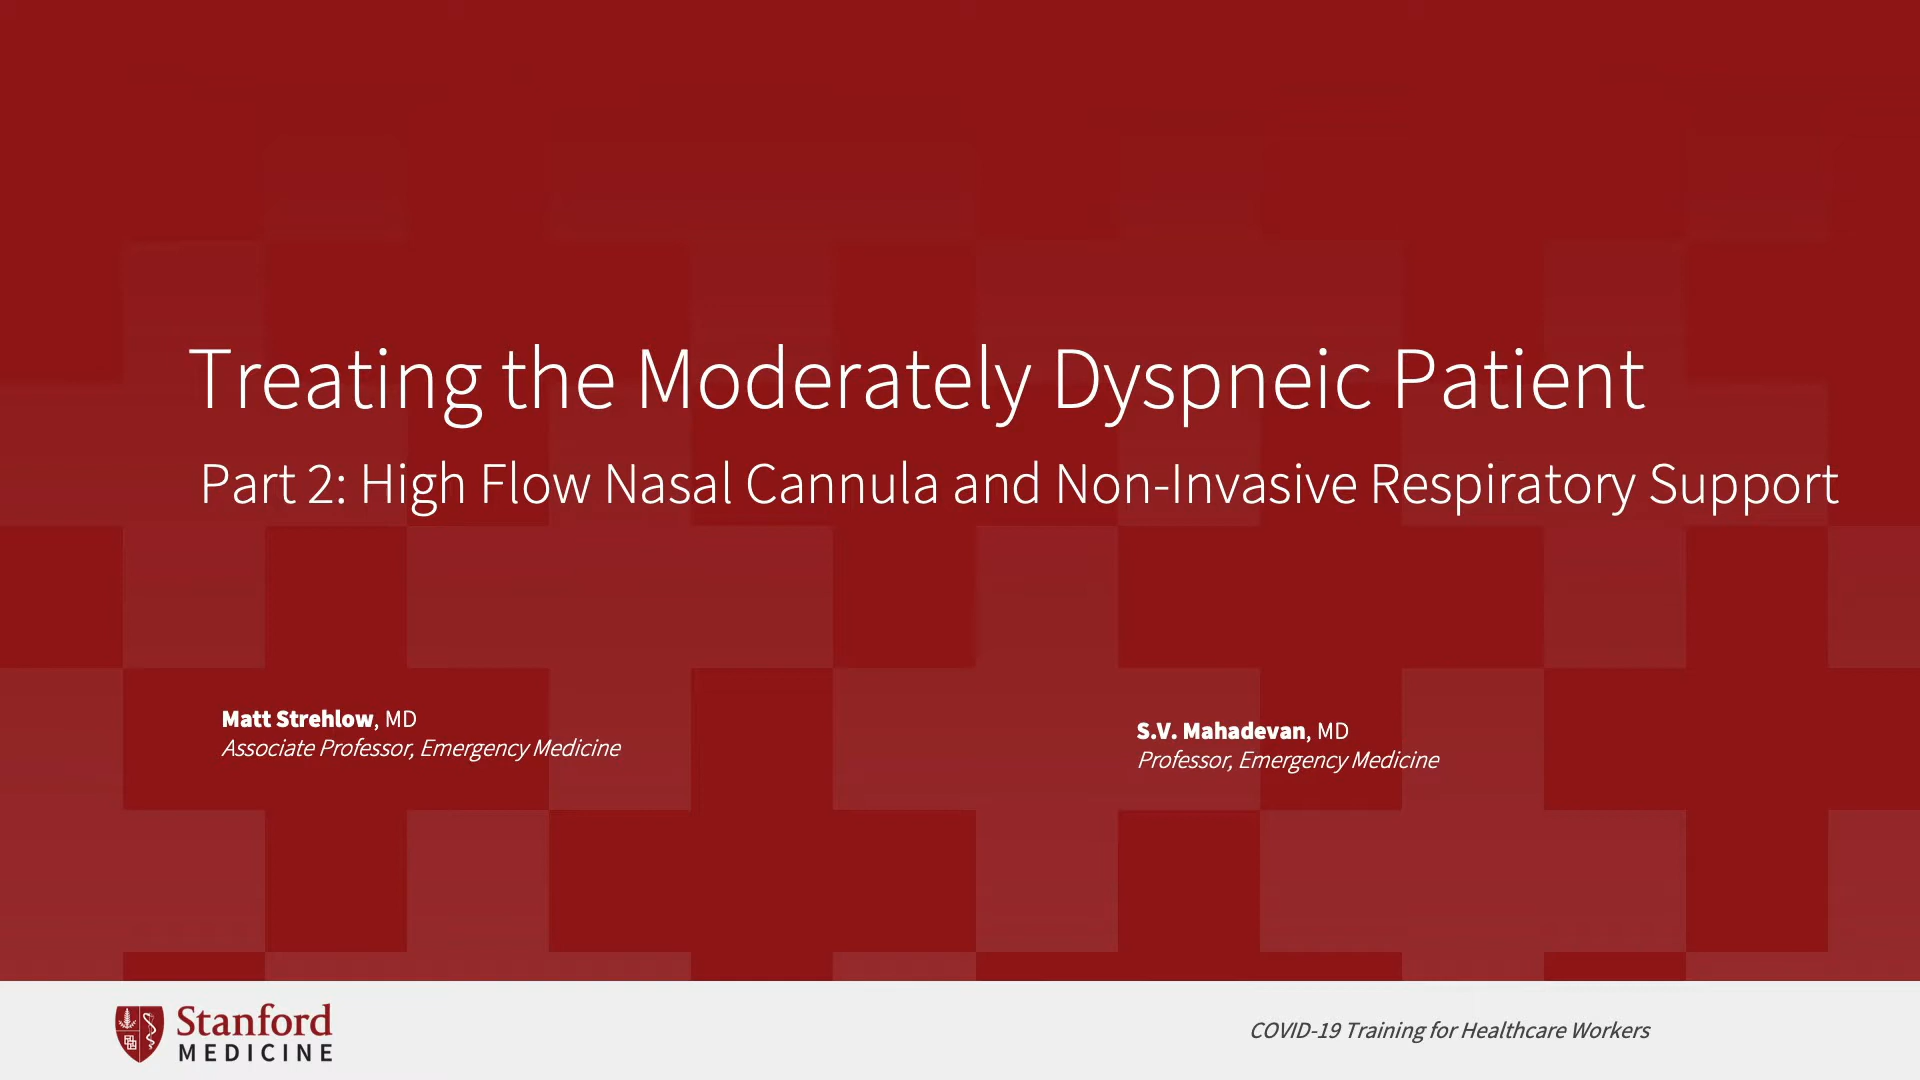 Treating the Moderately Dyspneic Patient
Part 2: High Flow Nasal Cannula and Non-Invasive Respiratory Support
Matt Strehlow, MD
Associate Professor, Emergency Medicine
S.V. Mahadevan, MD
Professor, Emergency Medicine
Stanford
MEDICINE
COVID-19 Training for Healthcare Workers